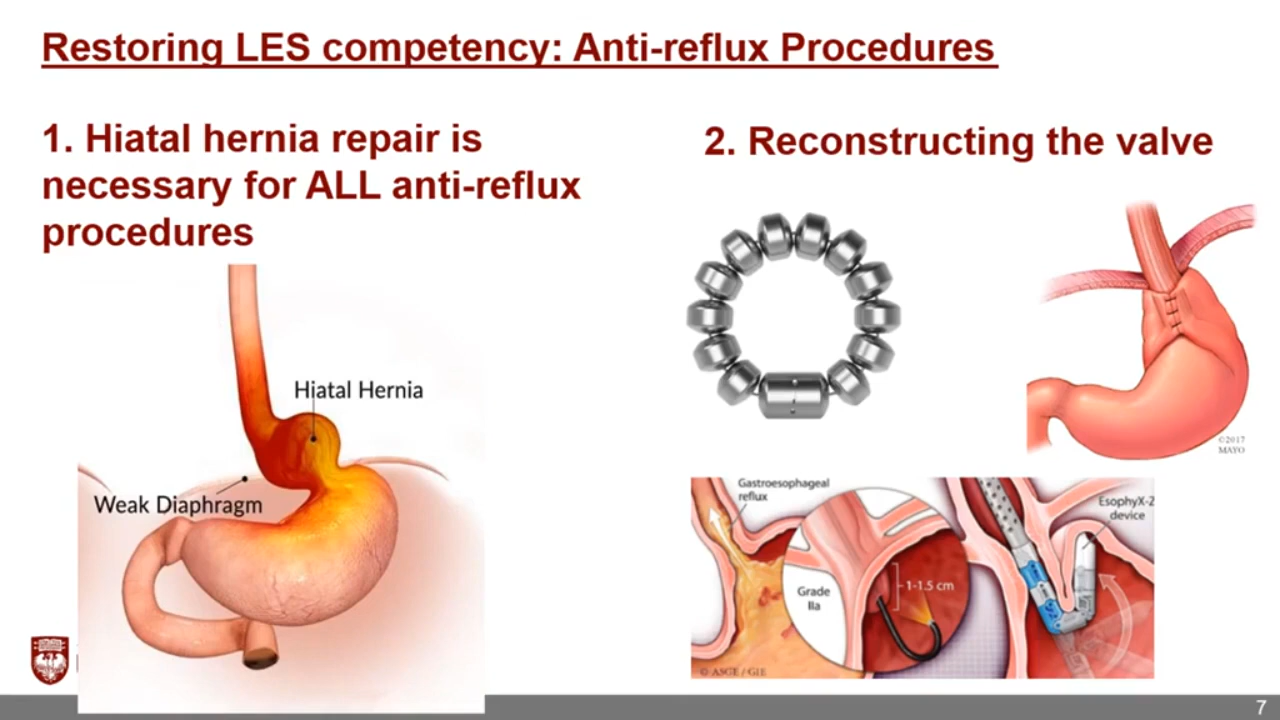 Restoring LES competency: Anti-reflux Procedures
1. Hiatal hernia repair is
necessary for ALL anti-reflux
procedures
Hiatal Hernia
Weak Diaphragm
2. Reconstructing the valve
©2017
MAYO
Gastroesophageal
reflux
Grade
IIa
1-1.5 cm
EsophyX-2
device
© ASGE / GIE
7